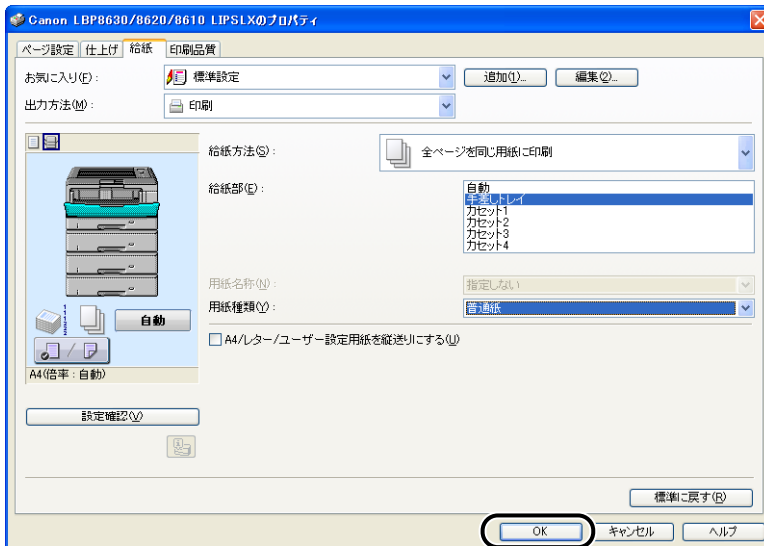 Canon LBP8630/8620/8610 LIPSLXのプロパティ
ページ設定 仕上げ 給紙 印刷品質
お気に入り(F): 標準設定 追加(1)... 編集(2)...
出力方法(M): 印刷
給紙方法(S): 全ページを同じ用紙に印刷
給紙部(E): 自動
手差しトレイ
カセット1
カセット2
カセット3
カセット4
用紙名称(N): 指定しない
用紙種類(Y): 普通紙
自動
A4/レター/ユーザー設定用紙を縦送りにする(U)
A4(倍率:自動)
設定確認(V)
標準に戻す(R)
OK キャンセル ヘルプ